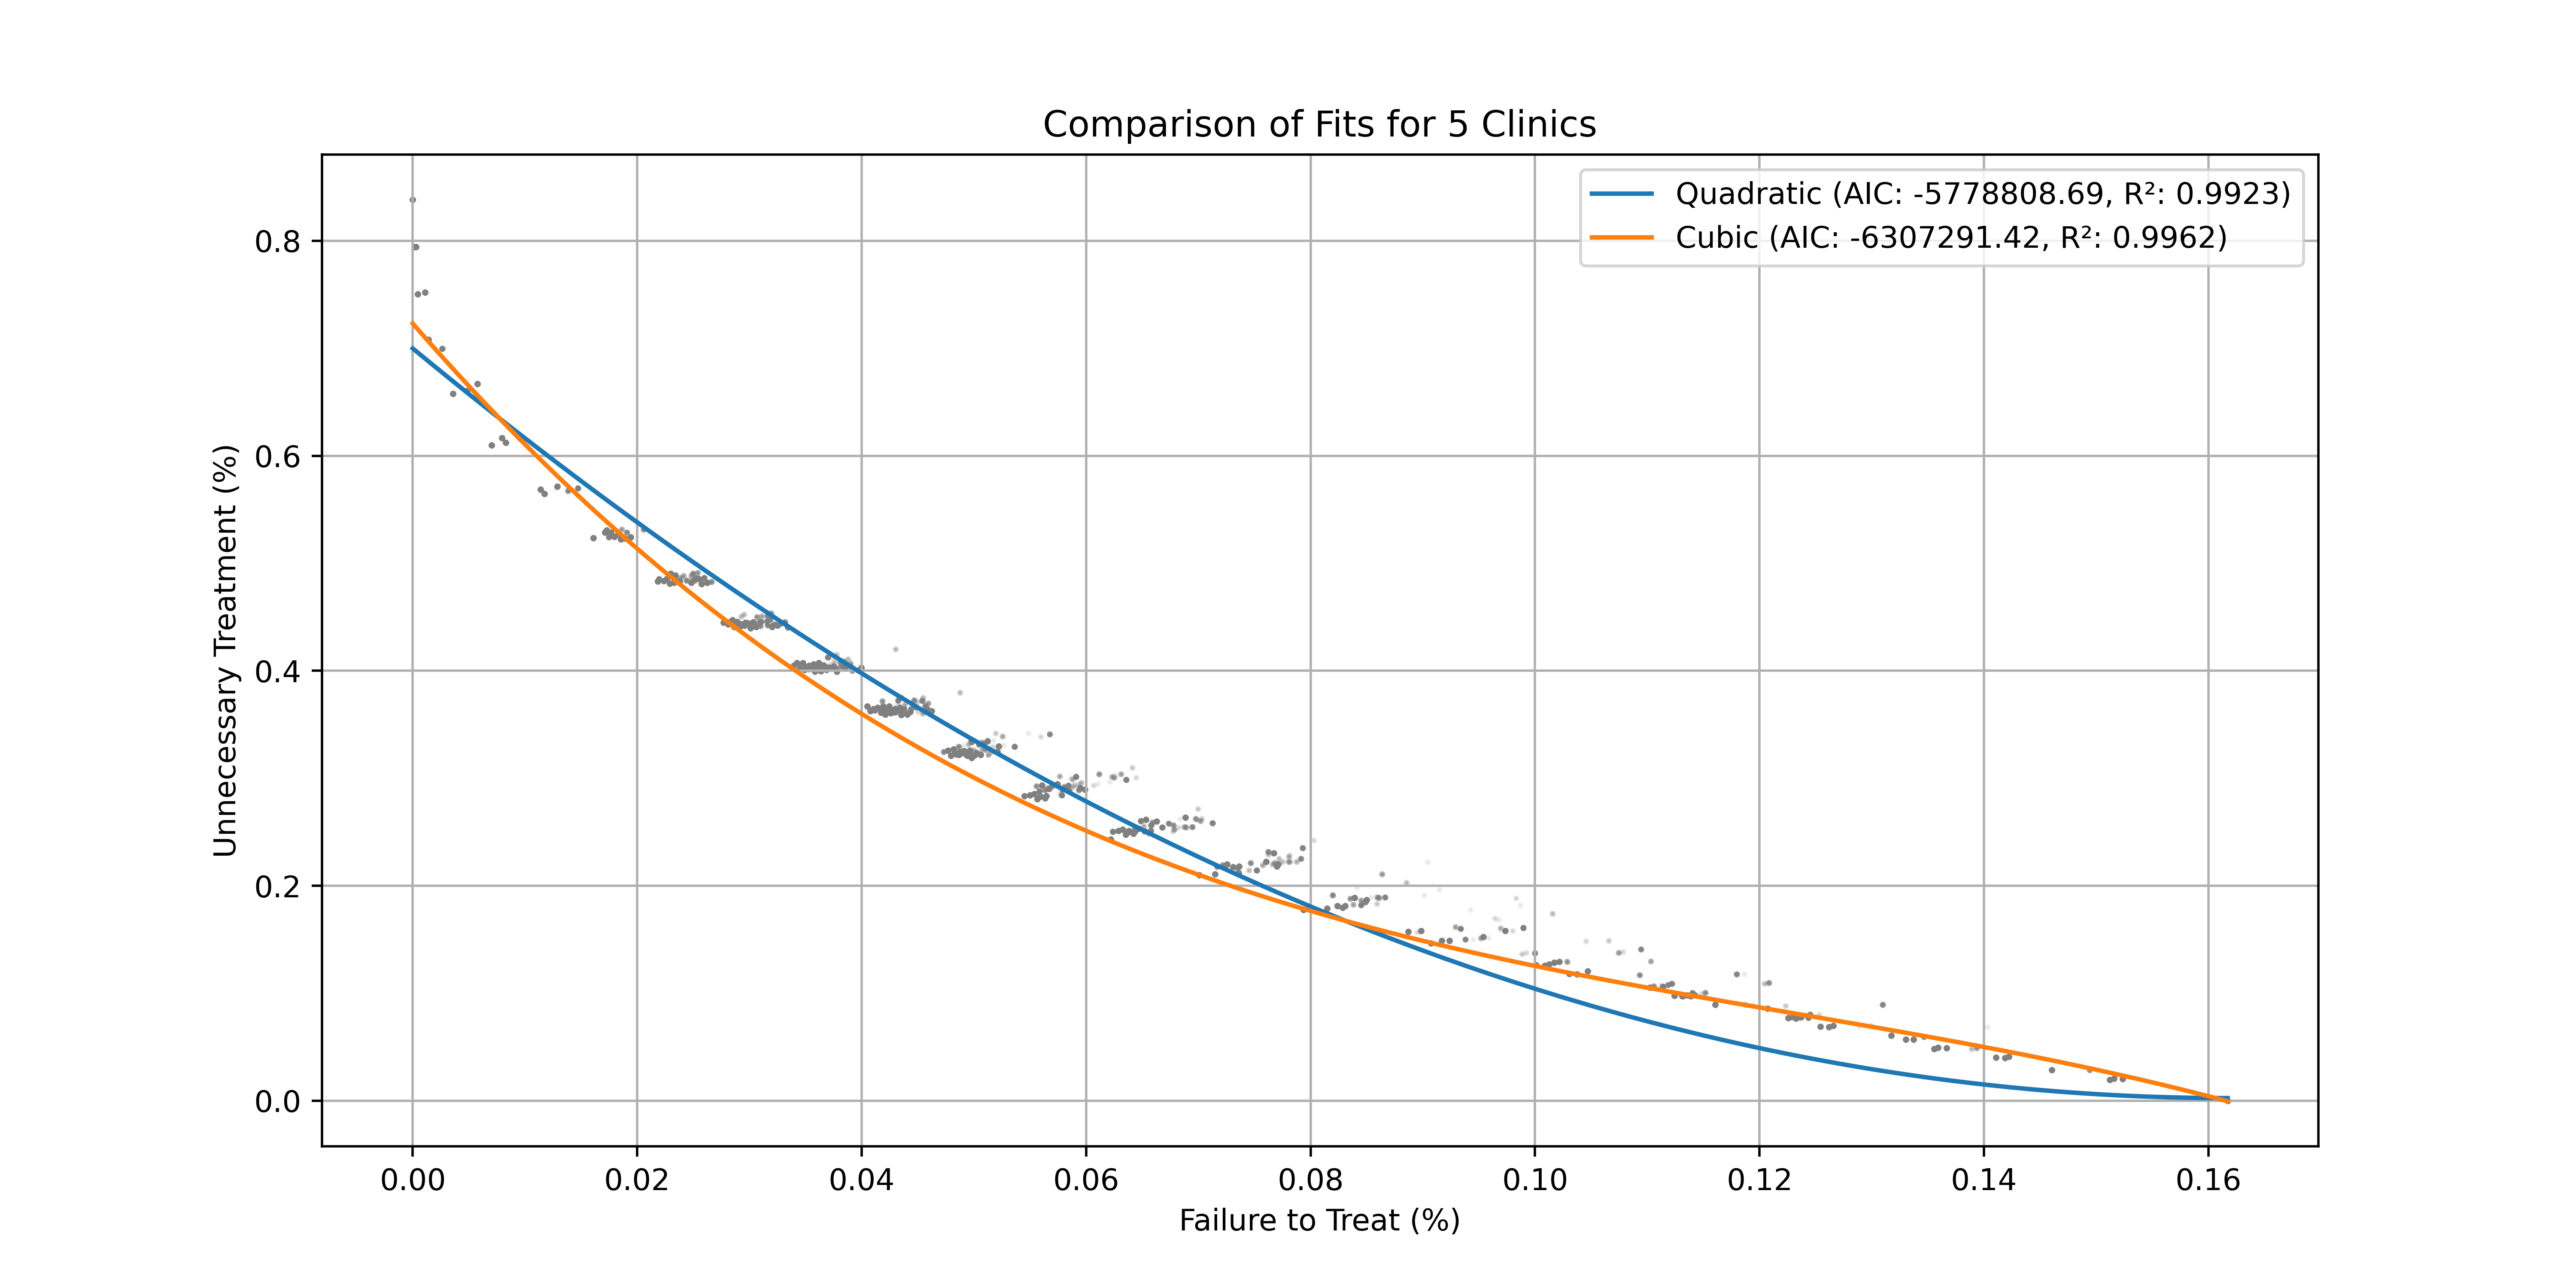 Comparison of Fits for 5 Clinics
Quadratic (AIC: -5778808.69, R²: 0.9923)
Cubic (AIC: -6307291.42, R²: 0.9962)
Unnecessary Treatment (%)
0.8
0.6
0.4
0.2
0.0
0.00 0.02 0.04 0.06 0.08 0.10 0.12 0.14 0.16
Failure to Treat (%)